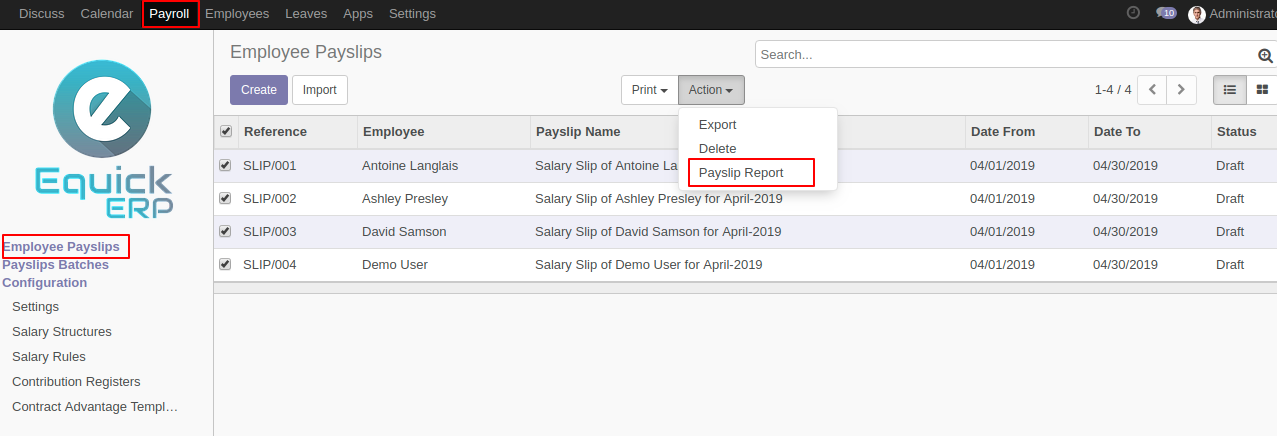 Discuss Calendar Payroll Employees Leaves Apps Settings 10 Administrato
Employee Payslips Search...
Create Import Print Action 1-4 / 4
Export
Delete
Payslip Report
Reference Employee Payslip Name Date From Date To Status
SLIP/001 Antoine Langlais Salary Slip of Antoine La 04/01/2019 04/30/2019 Draft
SLIP/002 Ashley Presley Salary Slip of Ashley Presley for April-2019 04/01/2019 04/30/2019 Draft
SLIP/003 David Samson Salary Slip of David Samson for April-2019 04/01/2019 04/30/2019 Draft
SLIP/004 Demo User Salary Slip of Demo User for April-2019 04/01/2019 04/30/2019 Draft
e
Equick
ERP
Employee Payslips
Payslips Batches
Configuration
Settings
Salary Structures
Salary Rules
Contribution Registers
Contract Advantage Templ...